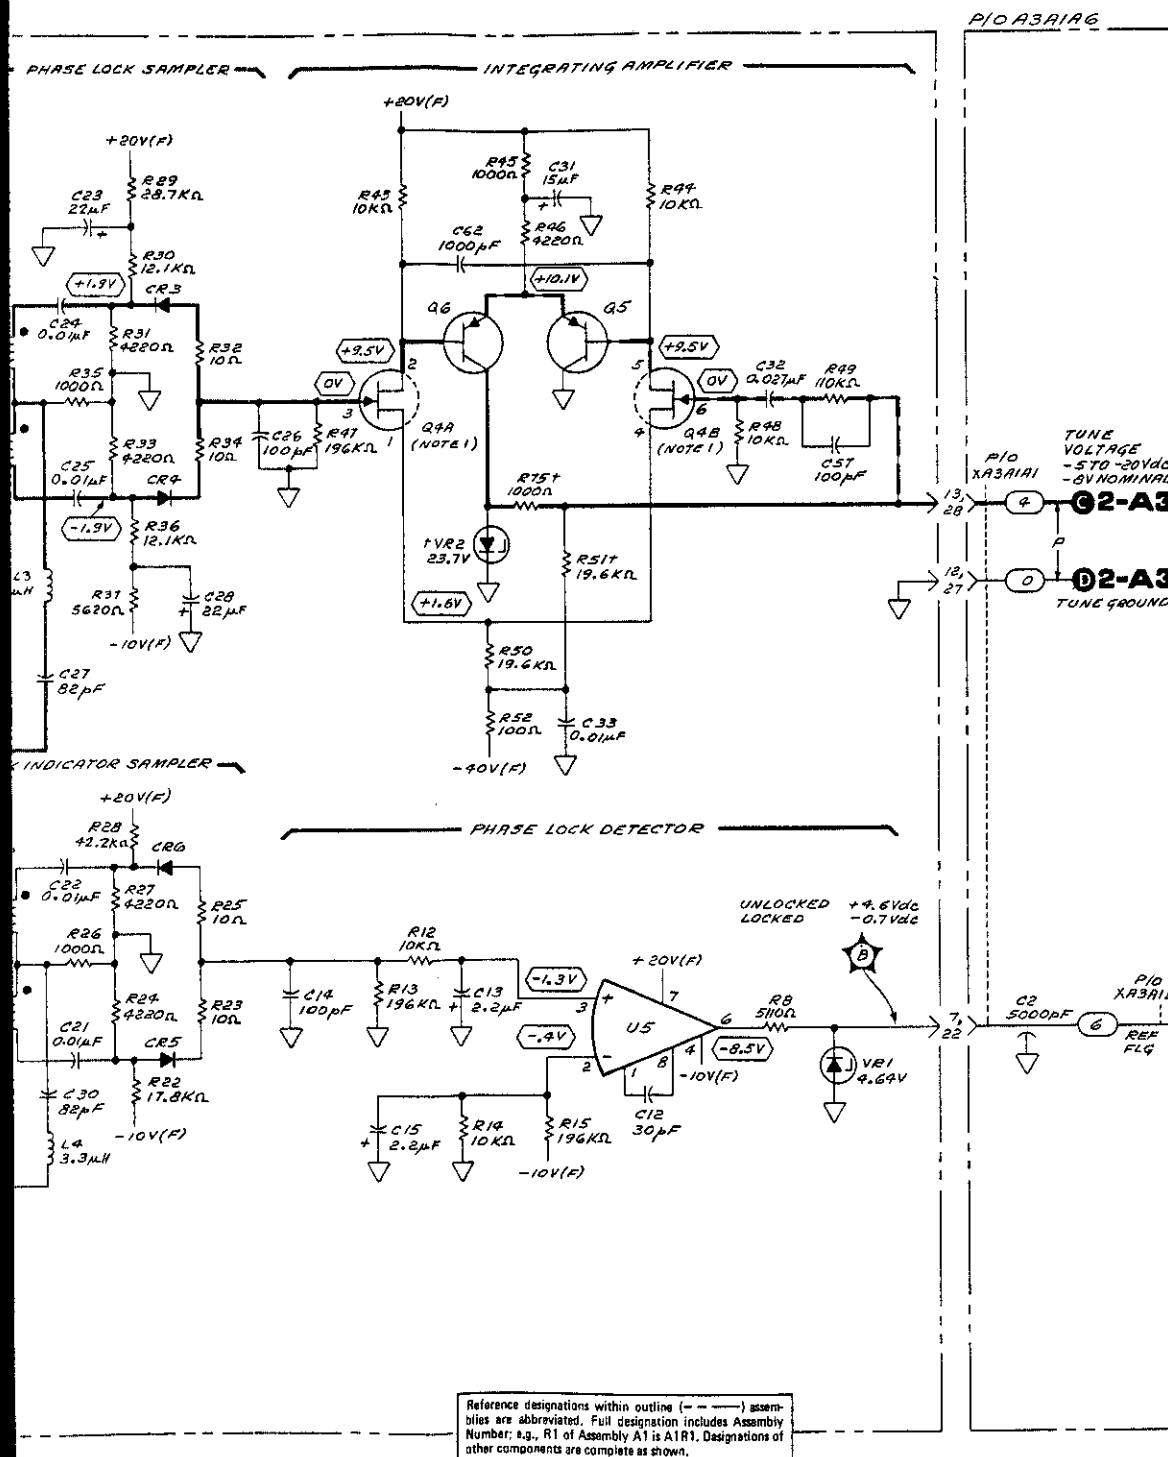 P/O A3A1A6
PHASE LOCK SAMPLER
INTEGRATING AMPLIFIER
+20V(F)
+20V(F)
C23
22µF
R29
28.7KΩ
R30
12.1KΩ
+1.9V
CR3
C24
0.01µF
R31
4220Ω
R32
10Ω
R35
1000Ω
R33
4220Ω
R34
10Ω
C25
0.01µF
CR4
-1.9V
R36
12.1KΩ
R37
5620Ω
C28
22µF
-10V(F)
L3
µH
C27
82pF
C26
100pF
R47
196KΩ
R43
10KΩ
R45
1000Ω
C31
15µF
R44
10KΩ
C62
1000pF
R46
4220Ω
+10.1V
Q6
Q5
+9.5V
+9.5V
0V
0V
2
3
1
5
6
4
Q4A
(NOTE 1)
Q4B
(NOTE 1)
C32
0.027µF
R49
110KΩ
R48
10KΩ
C57
100pF
R75†
1000Ω
†VR2
23.7V
R51†
19.6KΩ
+1.6V
R50
19.6KΩ
R52
100Ω
C33
0.01µF
-40V(F)
TUNE
VOLTAGE
-5 TO -20Vdc
-8V NOMINAL
P/O
XA3A1A1
13,
28
4
C 2-A3
P
12,
27
0
D 2-A3
TUNE GROUND
K INDICATOR SAMPLER
+20V(F)
R28
42.2KΩ
CR6
C22
0.01µF
R27
4220Ω
R25
10Ω
R26
1000Ω
R24
4220Ω
R23
10Ω
C21
0.01µF
CR5
R22
17.8KΩ
C30
82pF
-10V(F)
L4
3.3µH
PHASE LOCK DETECTOR
R12
10KΩ
C14
100pF
R13
196KΩ
C13
2.2µF
-1.3V
-.4V
+20V(F)
3
+
2
-
U5
7
6
4
8
1
-8.5V
-10V(F)
C12
30pF
C15
2.2µF
R14
10KΩ
R15
196KΩ
-10V(F)
R8
5110Ω
UNLOCKED +4.6Vdc
LOCKED -0.7Vdc
B
VR1
4.64V
7,
22
C2
5000pF
6
P/O
XA3A1
REF
FLG
Reference designations within outline (— — ——) assem-
blies are abbreviated. Full designation includes Assembly
Number; e.g., R1 of Assembly A1 is A1R1. Designations of
other components are complete as shown.